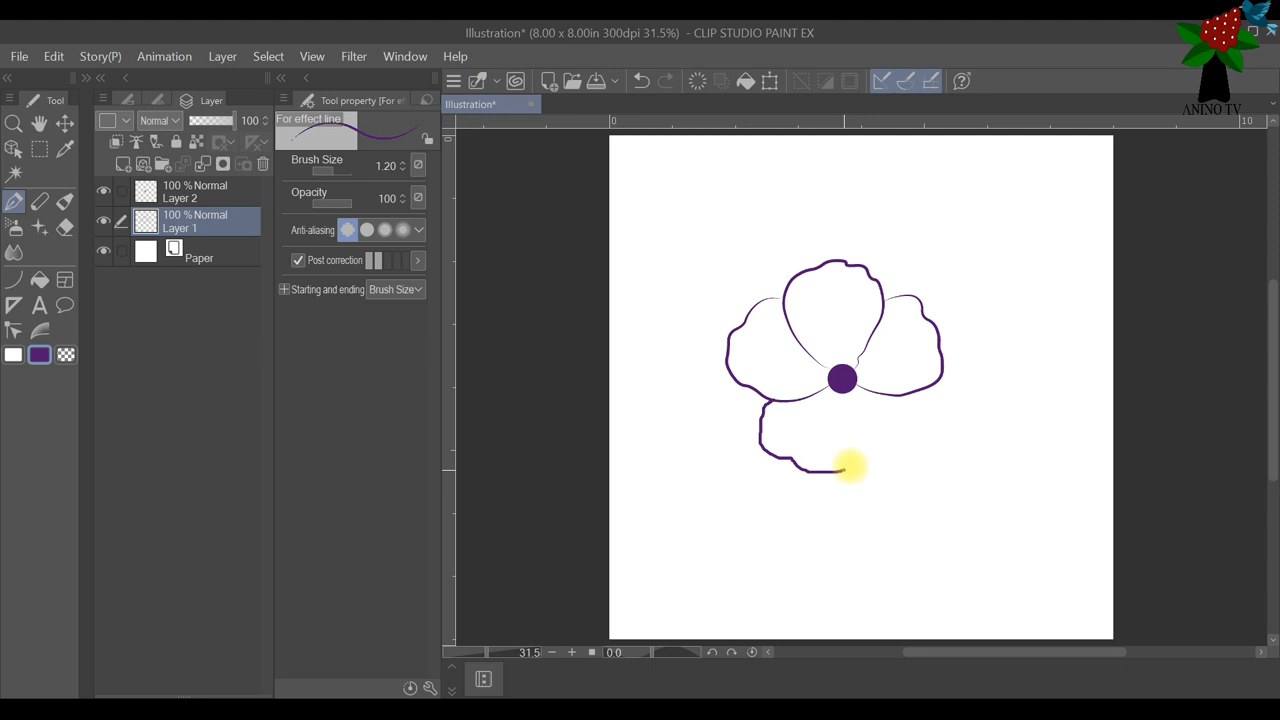 Illustration* (8.00 x 8.00in 300dpi 31.5%) - CLIP STUDIO PAINT EX
File Edit Story(P) Animation Layer Select View Filter Window Help
ANINO TV
Tool
Layer
Tool property [For ef
Illustration*
Normal 100
For effect line
0 10
Brush Size 1.20
Opacity 100
Anti-aliasing
Post correction
Starting and ending Brush Size
100 % Normal
Layer 2
100 % Normal
Layer 1
Paper
31.5 0.0